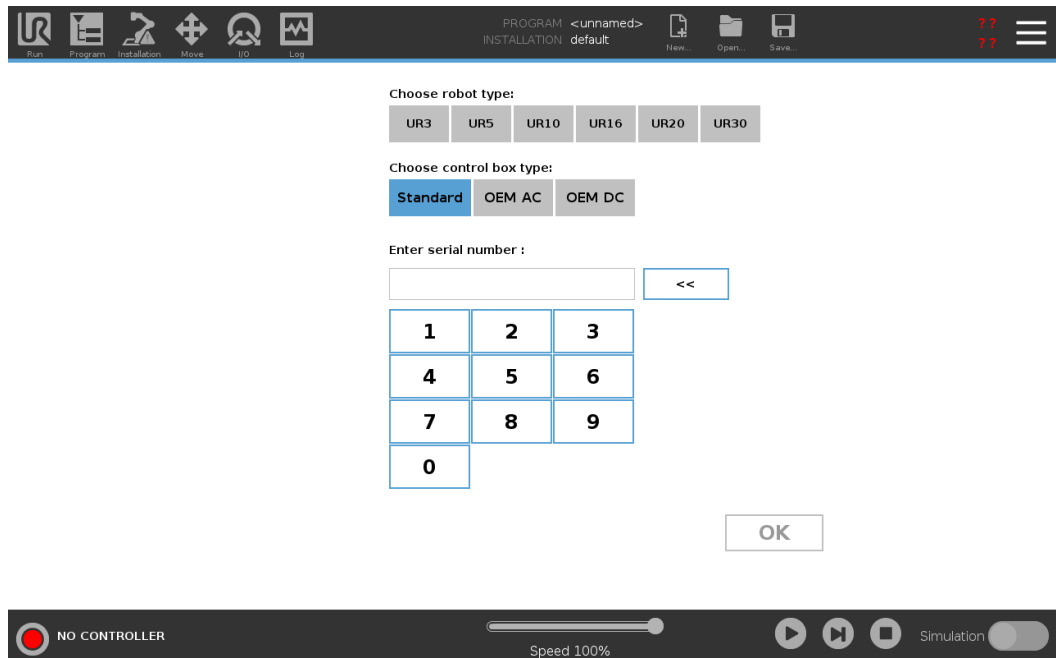 Run Program Installation Move I/O Log
PROGRAM <unnamed>
INSTALLATION default
New... Open... Save...
? ?
? ?
Choose robot type:
UR3 UR5 UR10 UR16 UR20 UR30
Choose control box type:
Standard OEM AC OEM DC
Enter serial number :
<<
1 2 3
4 5 6
7 8 9
0
OK
NO CONTROLLER
Speed 100%
Simulation